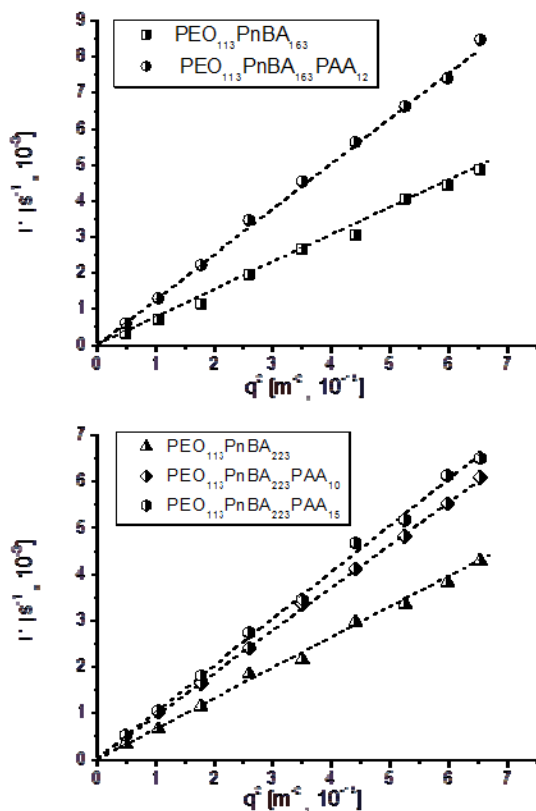 PEO₁₁₃PnBA₁₆₃
PEO₁₁₃PnBA₁₆₃PAA₁₂
9
8
7
6
5
4
3
2
1
0
0 1 2 3 4 5 6 7
PEO₁₁₃PnBA₂₂₃
PEO₁₁₃PnBA₂₂₃PAA₁₀
PEO₁₁₃PnBA₂₂₃PAA₁₅
7
6
5
4
3
2
1
0
0 1 2 3 4 5 6 7